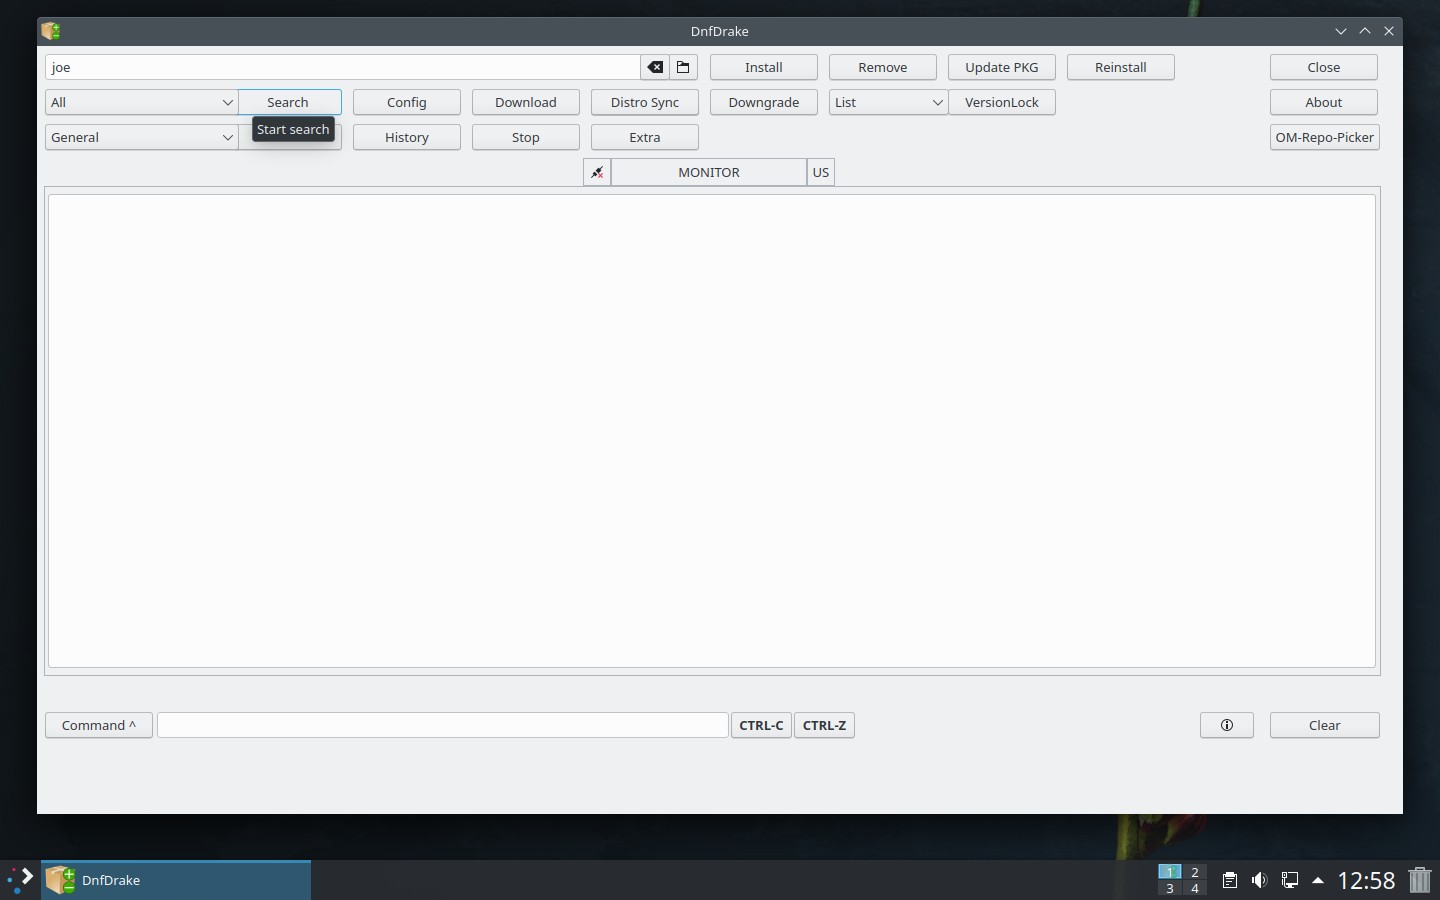 DnfDrake
joe
Install
Remove
Update PKG
Reinstall
Close
All
Search
Config
Download
Distro Sync
Downgrade
List
VersionLock
About
Start search
General
History
Stop
Extra
OM-Repo-Picker
MONITOR
US
Command ^
CTRL-C
CTRL-Z
Clear
DnfDrake
1 2
3 4
12:58